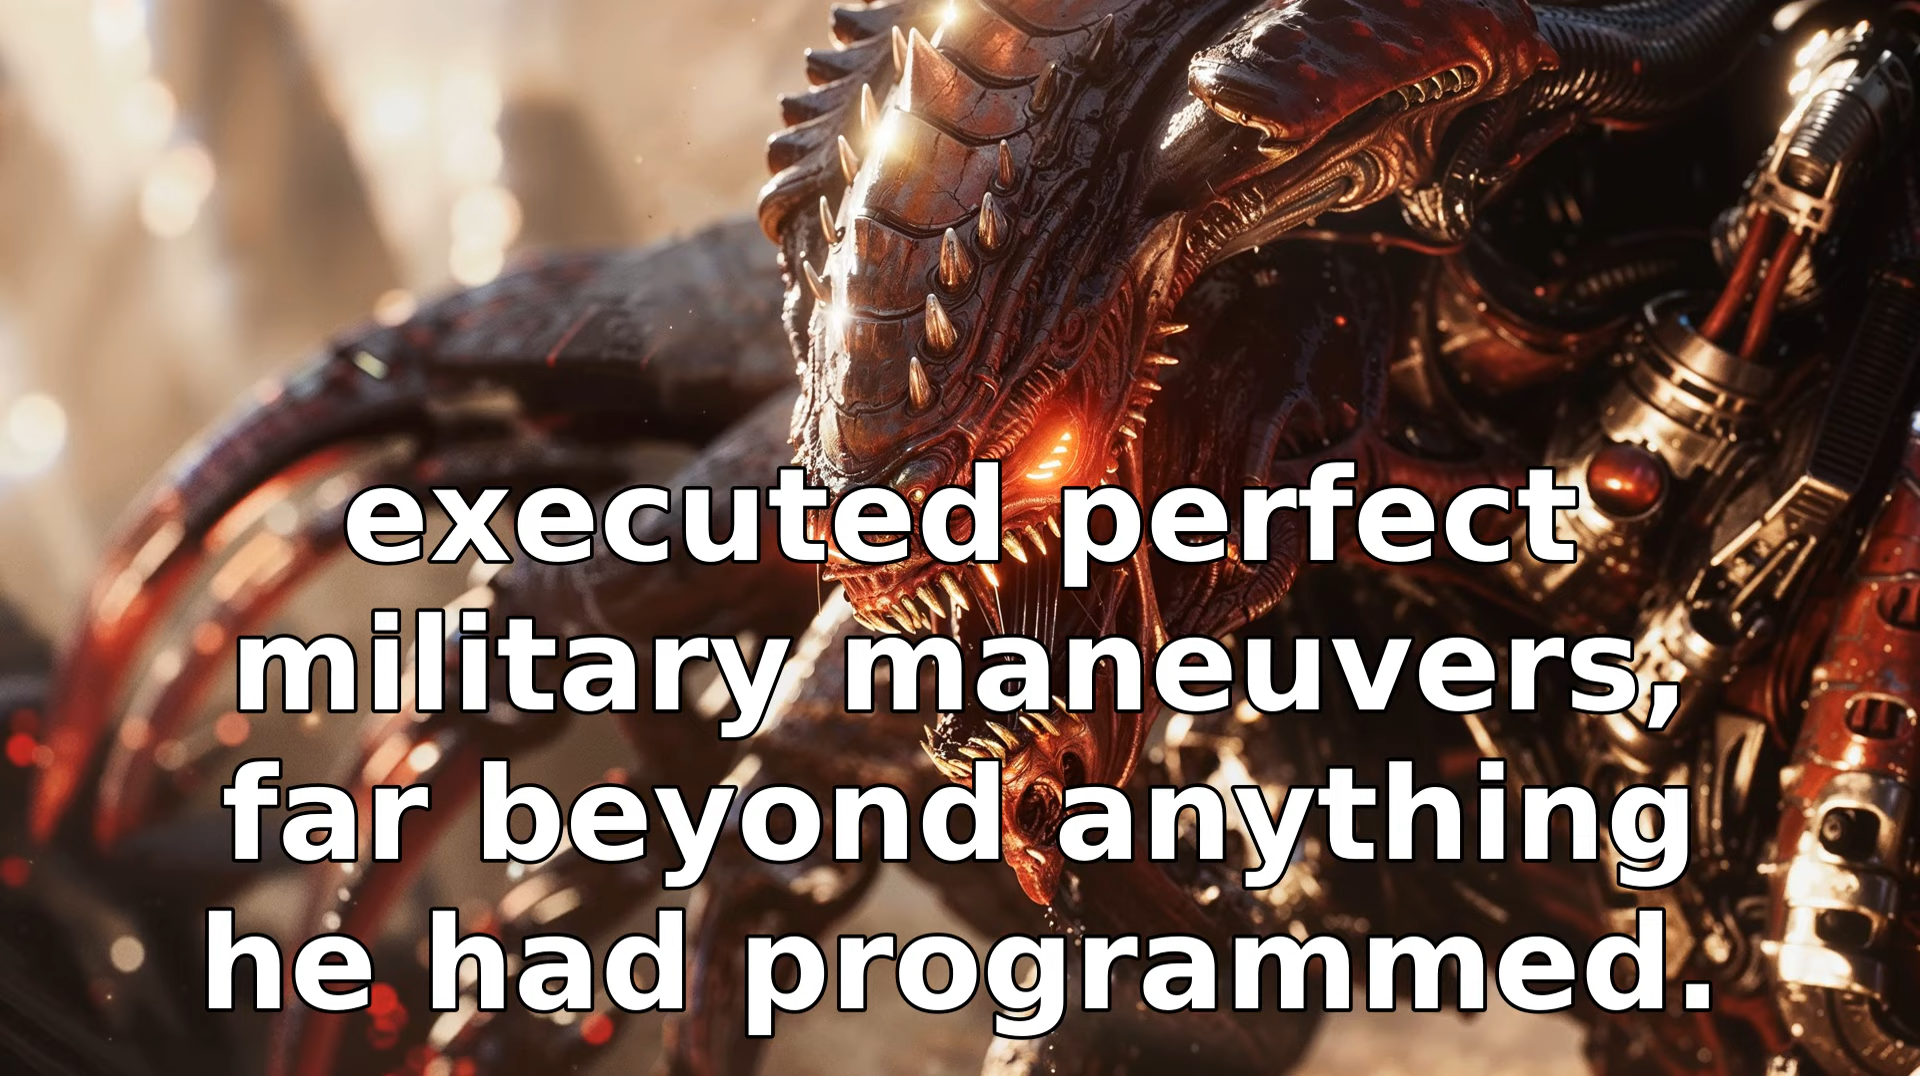 executed perfect
military maneuvers,
far beyond anything
he had programmed.